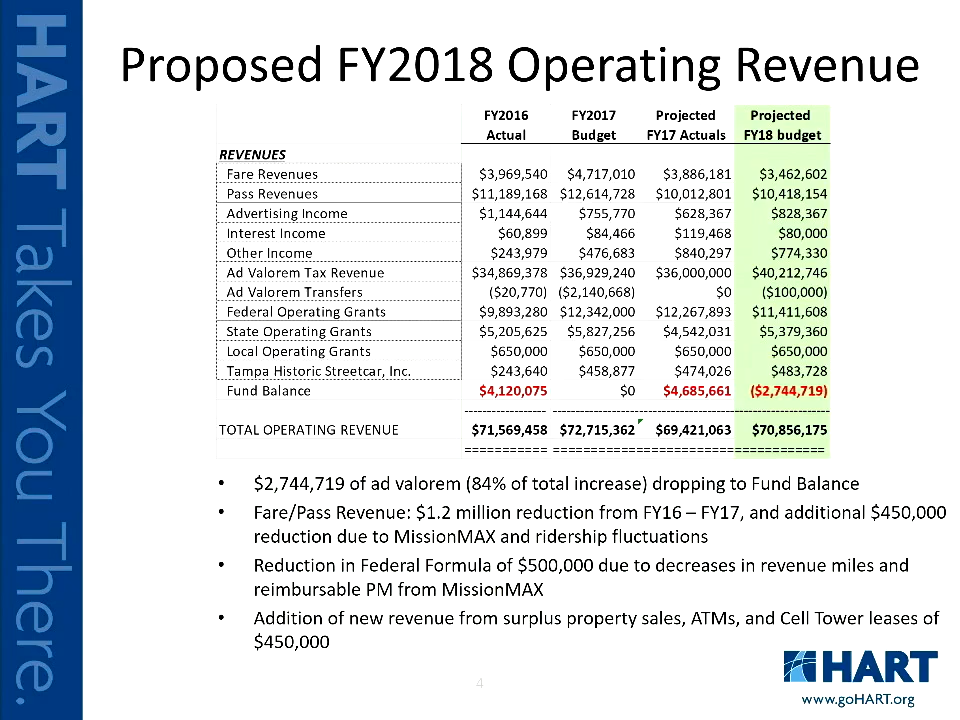 HART Takes You There.
Proposed FY2018 Operating Revenue
FY2016 FY2017 Projected Projected
Actual Budget FY17 Actuals FY18 budget
REVENUES
Fare Revenues $3,969,540 $4,717,010 $3,886,181 $3,462,602
Pass Revenues $11,189,168 $12,614,728 $10,012,801 $10,418,154
Advertising Income $1,144,644 $755,770 $628,367 $828,367
Interest Income $60,899 $84,466 $119,468 $80,000
Other Income $243,979 $476,683 $840,297 $774,330
Ad Valorem Tax Revenue $34,869,378 $36,929,240 $36,000,000 $40,212,746
Ad Valorem Transfers ($20,770) ($2,140,668) $0 ($100,000)
Federal Operating Grants $9,893,280 $12,342,000 $12,267,893 $11,411,608
State Operating Grants $5,205,625 $5,827,256 $4,542,031 $5,379,360
Local Operating Grants $650,000 $650,000 $650,000 $650,000
Tampa Historic Streetcar, Inc. $243,640 $458,877 $474,026 $483,728
Fund Balance $4,120,075 $0 $4,685,661 ($2,744,719)
TOTAL OPERATING REVENUE $71,569,458 $72,715,362 $69,421,063 $70,856,175
• $2,744,719 of ad valorem (84% of total increase) dropping to Fund Balance
• Fare/Pass Revenue: $1.2 million reduction from FY16 – FY17, and additional $450,000
reduction due to MissionMAX and ridership fluctuations
• Reduction in Federal Formula of $500,000 due to decreases in revenue miles and
reimbursable PM from MissionMAX
• Addition of new revenue from surplus property sales, ATMs, and Cell Tower leases of
$450,000
4
HART
www.goHART.org